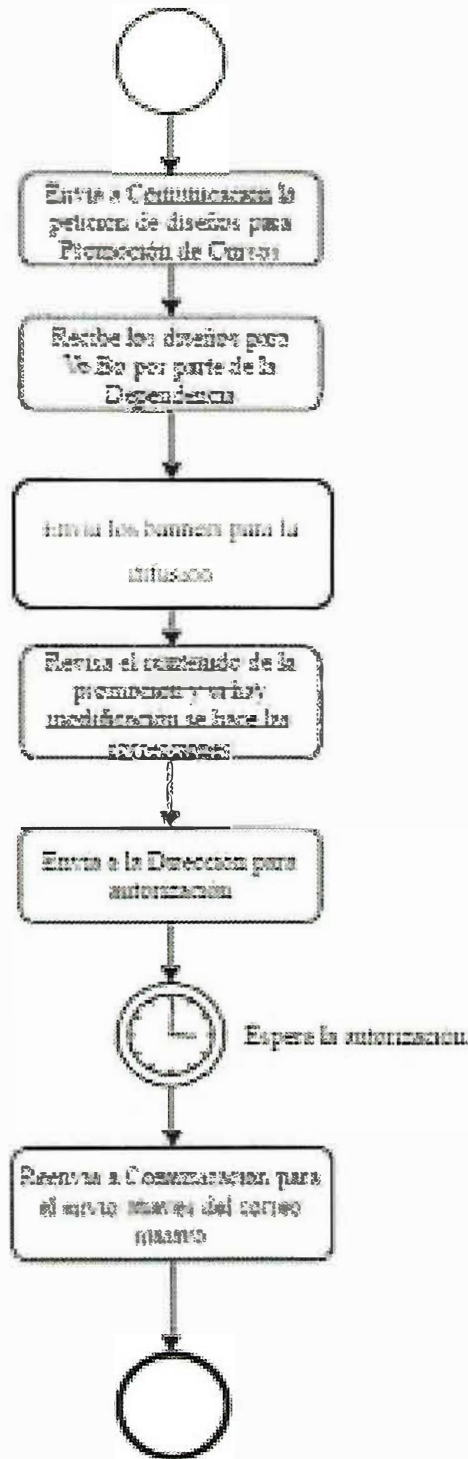 Envía a Comunicación la
petición de diseños para
Promoción de Cursos
Recibe los diseños para
Vo.Bo por parte de la
Dependencia
Envía los banners para la
difusión
Revisa el contenido de la
promoción y si hay
modificación se hace las
Envía a la Dirección para
autorización
Espera la autorización
Reenvía a Comunicación para
el envío através del correo
masivo